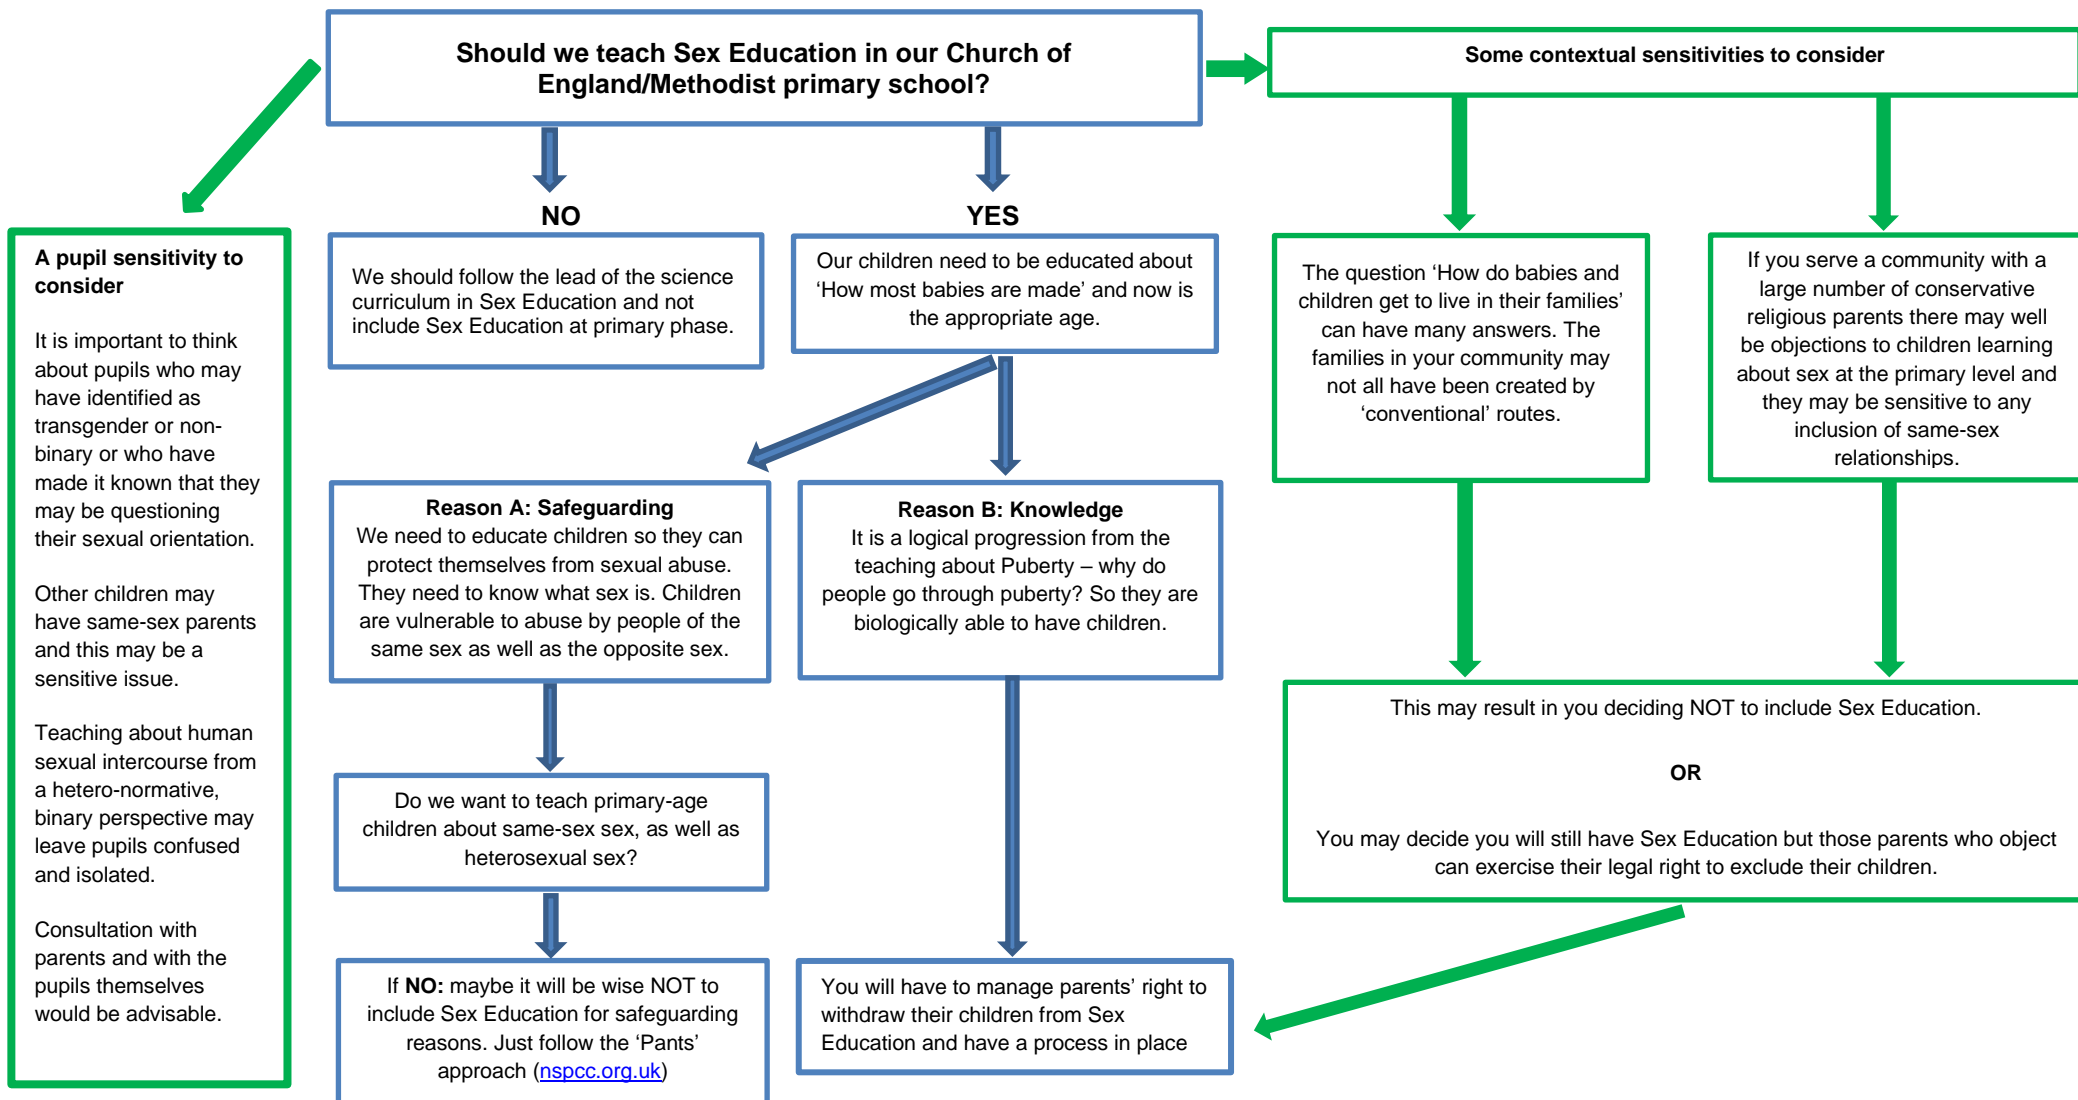 Should we teach Sex Education in our Church of
England/Methodist primary school?
Some contextual sensitivities to consider
NO
YES
A pupil sensitivity to
consider
It is important to think
about pupils who may
have identified as
transgender or non-
binary or who have
made it known that they
may be questioning
their sexual orientation.
Other children may
have same-sex parents
and this may be a
sensitive issue.
Teaching about human
sexual intercourse from
a hetero-normative,
binary perspective may
leave pupils confused
and isolated.
Consultation with
parents and with the
pupils themselves
would be advisable.
We should follow the lead of the science
curriculum in Sex Education and not
include Sex Education at primary phase.
Our children need to be educated about
‘How most babies are made’ and now is
the appropriate age.
Reason A: Safeguarding
We need to educate children so they can
protect themselves from sexual abuse.
They need to know what sex is. Children
are vulnerable to abuse by people of the
same sex as well as the opposite sex.
Reason B: Knowledge
It is a logical progression from the
teaching about Puberty – why do
people go through puberty? So they are
biologically able to have children.
Do we want to teach primary-age
children about same-sex sex, as well as
heterosexual sex?
If NO: maybe it will be wise NOT to
include Sex Education for safeguarding
reasons. Just follow the ‘Pants’
approach (nspcc.org.uk)
You will have to manage parents’ right to
withdraw their children from Sex
Education and have a process in place
The question ‘How do babies and
children get to live in their families’
can have many answers. The
families in your community may
not all have been created by
‘conventional’ routes.
If you serve a community with a
large number of conservative
religious parents there may well
be objections to children learning
about sex at the primary level and
they may be sensitive to any
inclusion of same-sex
relationships.
This may result in you deciding NOT to include Sex Education.
OR
You may decide you will still have Sex Education but those parents who object
can exercise their legal right to exclude their children.